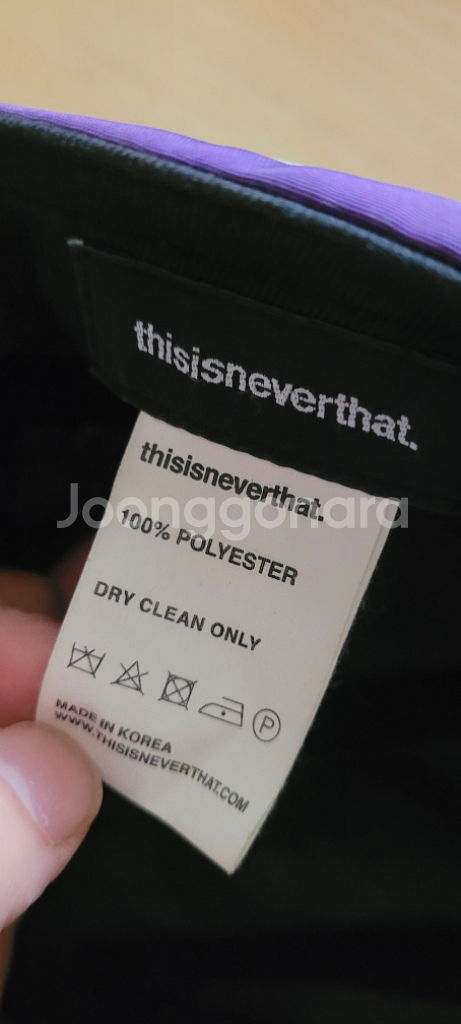 thisisneverthat.
thisisneverthat.
Joonggonara
100% POLYESTER
DRY CLEAN ONLY
P
MADE IN KOREA
WWW.THISISNEVERTHAT.COM